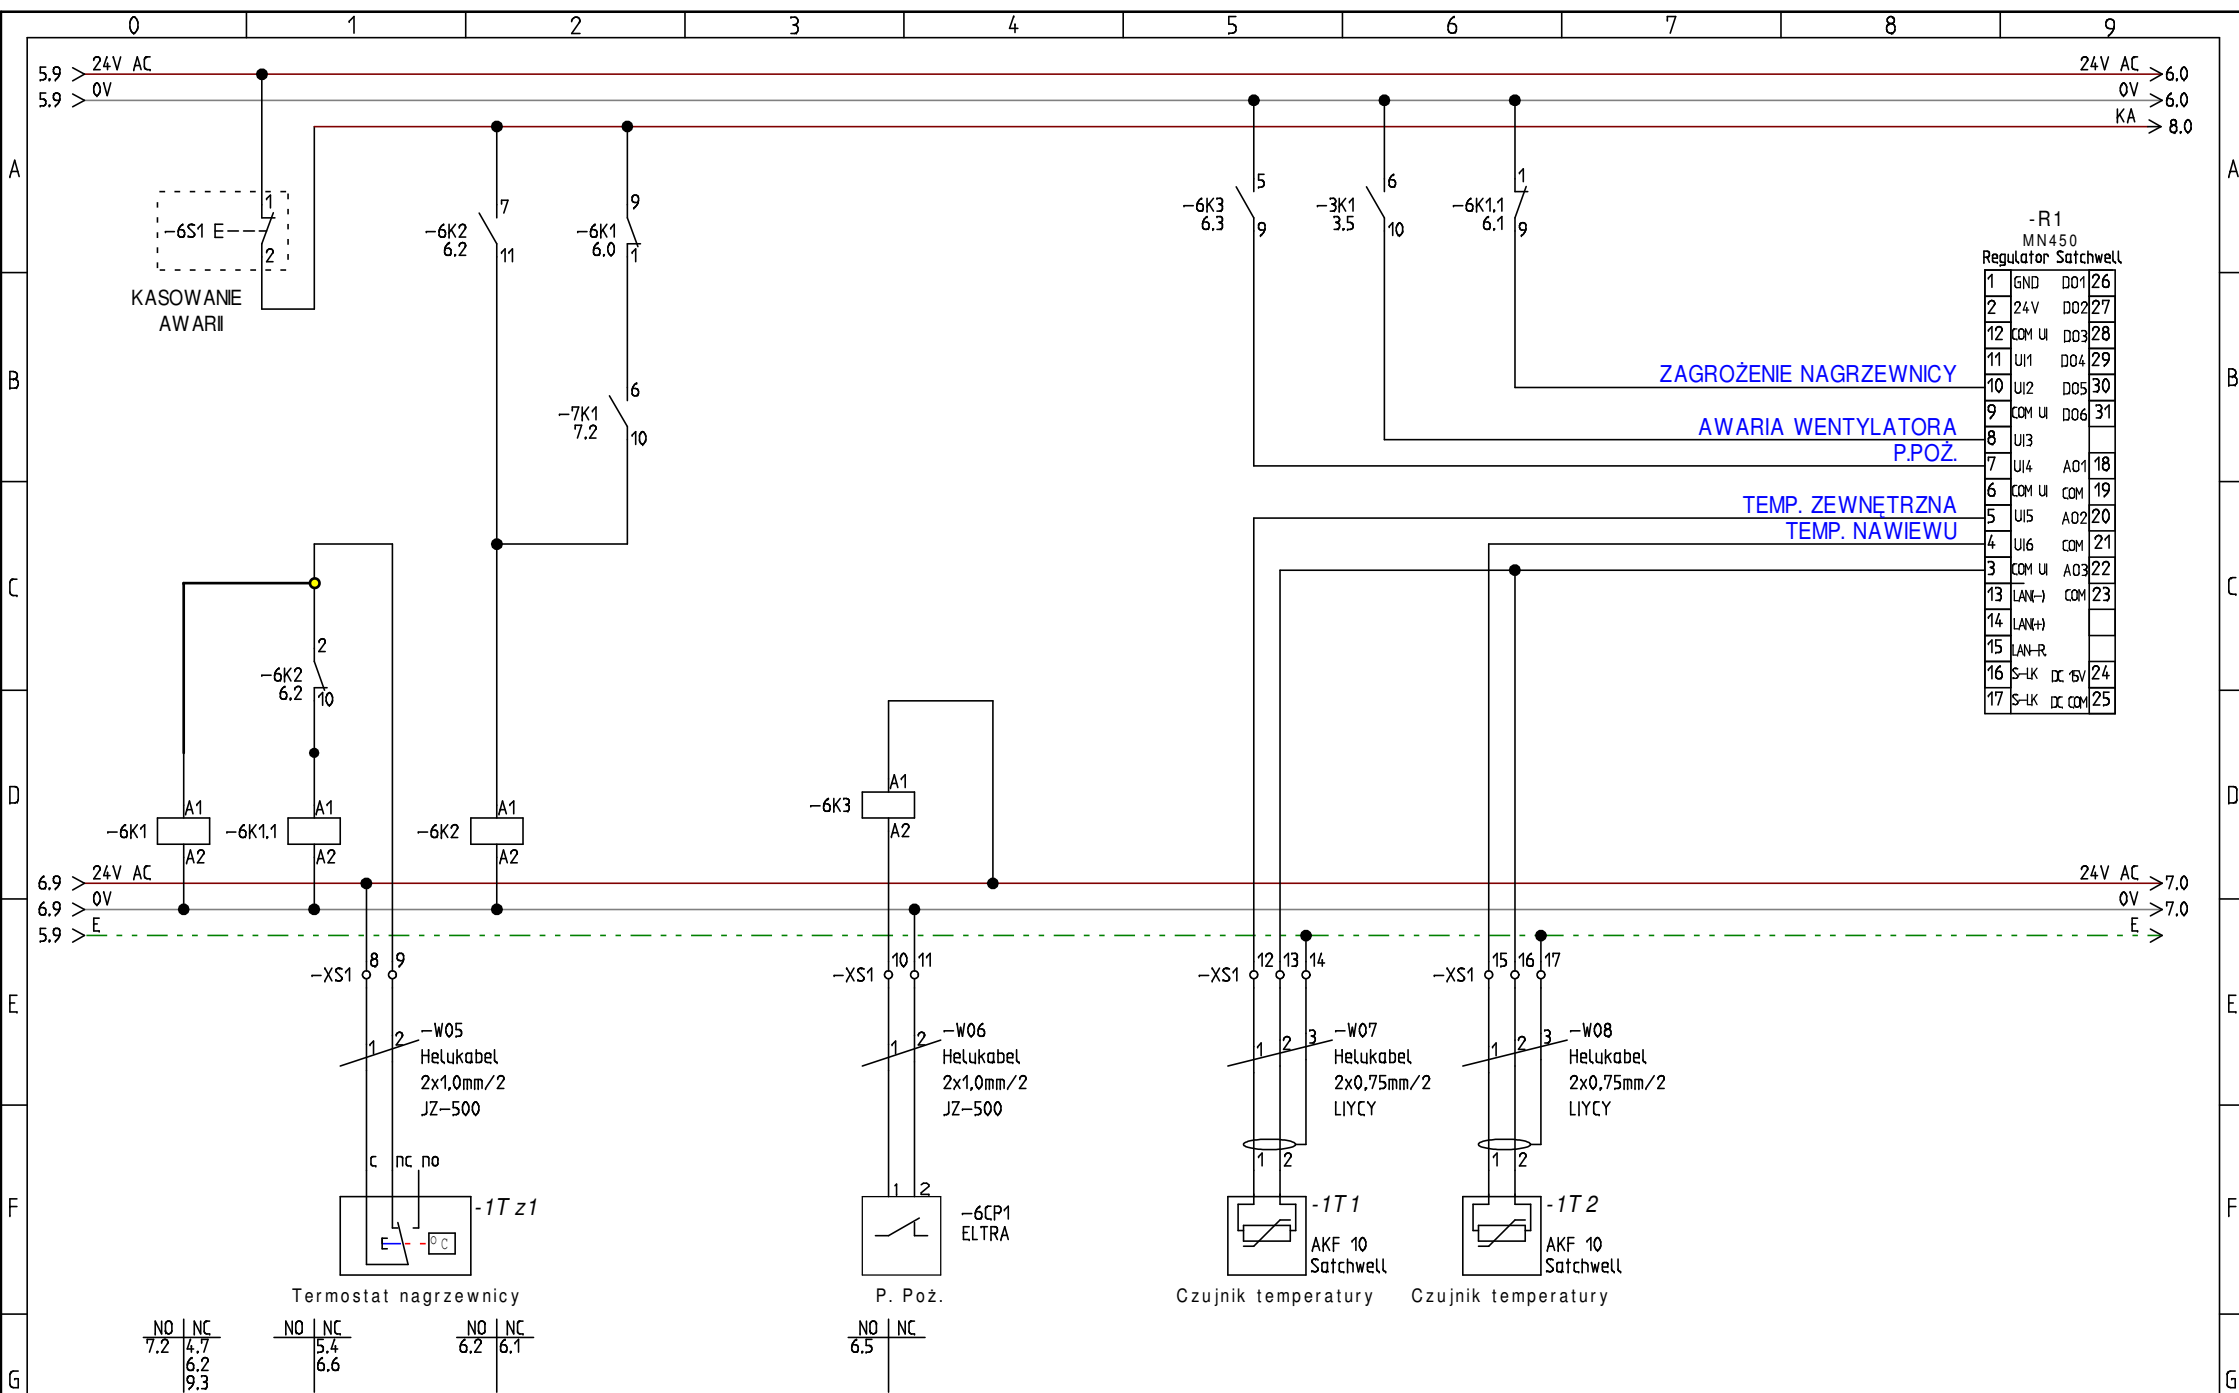 0 1 2 3 4 5 6 7 8 9
5.9 24V AC 24V AC 6.0
5.9 0V 0V 6.0
KA 8.0
A A
B B
C C
D D
E E
F F
G G
1
-6S1 E
2
KASOWANIE
AWARII
7
-6K2
6.2
11
9
-6K1
6.0
1
6
-7K1
7.2
10
5
-6K3
6.3
9
6
-3K1
3.5
10
1
-6K1.1
6.1
9
-R1
MN450
Regulator Satchwell
1 GND DO1 26
2 24V DO2 27
12 COM UI DO3 28
11 UI1 DO4 29
10 UI2 DO5 30
9 COM UI DO6 31
8 UI3
7 UI4 AO1 18
6 COM UI COM 19
5 UI5 AO2 20
4 UI6 COM 21
3 COM UI AO3 22
13 LAN(-) COM 23
14 LAN(+)
15 LAN-R
16 S-LK DC 15V 24
17 S-LK DC COM 25
ZAGROŻENIE NAGRZEWNICY
AWARIA WENTYLATORA
P.POŻ.
TEMP. ZEWNĘTRZNA
TEMP. NAWIEWU
2
-6K2
6.2
10
A1
-6K1
A2
A1
-6K1.1
A2
A1
-6K2
A2
A1
-6K3
A2
6.9 24V AC 24V AC 7.0
6.9 0V 0V 7.0
5.9 E E
-XS1 8 9
-XS1 10 11
-XS1 12 13 14
-XS1 15 16 17
1 2 -W05
Helukabel
2x1,0mm/2
JZ-500
1 2 -W06
Helukabel
2x1,0mm/2
JZ-500
1 2 3 -W07
Helukabel
2x0,75mm/2
LIYCY
1 2 3 -W08
Helukabel
2x0,75mm/2
LIYCY
c nc no
-1Tz1
°C
Termostat nagrzewnicy
1 2
-6CP1
ELTRA
P. Poż.
1 2
-1T1
AKF 10
Satchwell
Czujnik temperatury
1 2
-1T2
AKF 10
Satchwell
Czujnik temperatury
NO NC
7.2 4.7
6.2
9.3
NO NC
5.4
6.6
NO NC
6.2 6.1
NO NC
6.5